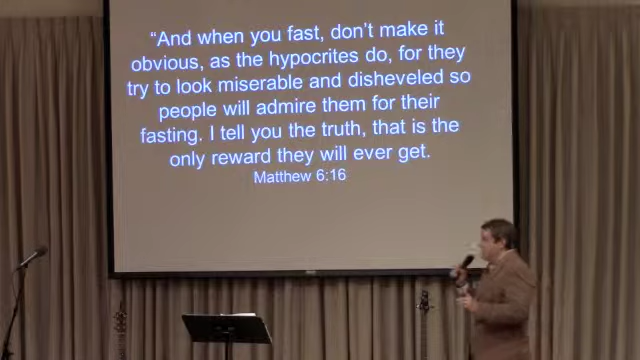 “And when you fast, don’t make it
obvious, as the hypocrites do, for they
try to look miserable and disheveled so
people will admire them for their
fasting. I tell you the truth, that is the
only reward they will ever get.
Matthew 6:16